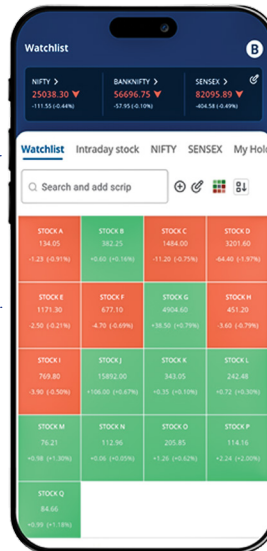 Watchlist
B
NIFTY > BANKNIFTY > SENSEX >
25038.30 56696.75 82095.89
-111.55 (-0.44%) -57.95 (-0.10%) -404.58 (-0.49%)
Watchlist Intraday stock NIFTY SENSEX My Hol
Search and add scrip
STOCK A STOCK B STOCK C STOCK D
134.05 382.25 1484.00 3201.60
-1.23 (-0.91%) +0.60 (+0.16%) -11.20 (-0.75%) -64.40 (-1.97%)
STOCK E STOCK F STOCK G STOCK H
1171.30 677.10 4904.60 451.20
-2.50 (-0.21%) -4.70 (-0.69%) +38.50 (+0.79%) -3.60 (-0.79%)
STOCK I STOCK J STOCK K STOCK L
769.80 15892.00 343.05 242.48
-3.90 (-0.50%) +106.00 (+0.67%) +0.35 (+0.10%) +0.72 (+0.30%)
STOCK M STOCK N STOCK O STOCK P
76.21 112.96 205.85 114.16
+0.98 (+1.30%) +0.06 (+0.05%) +1.26 (+0.62%) +2.24 (+2.00%)
STOCK Q
84.66
+0.99 (+1.18%)